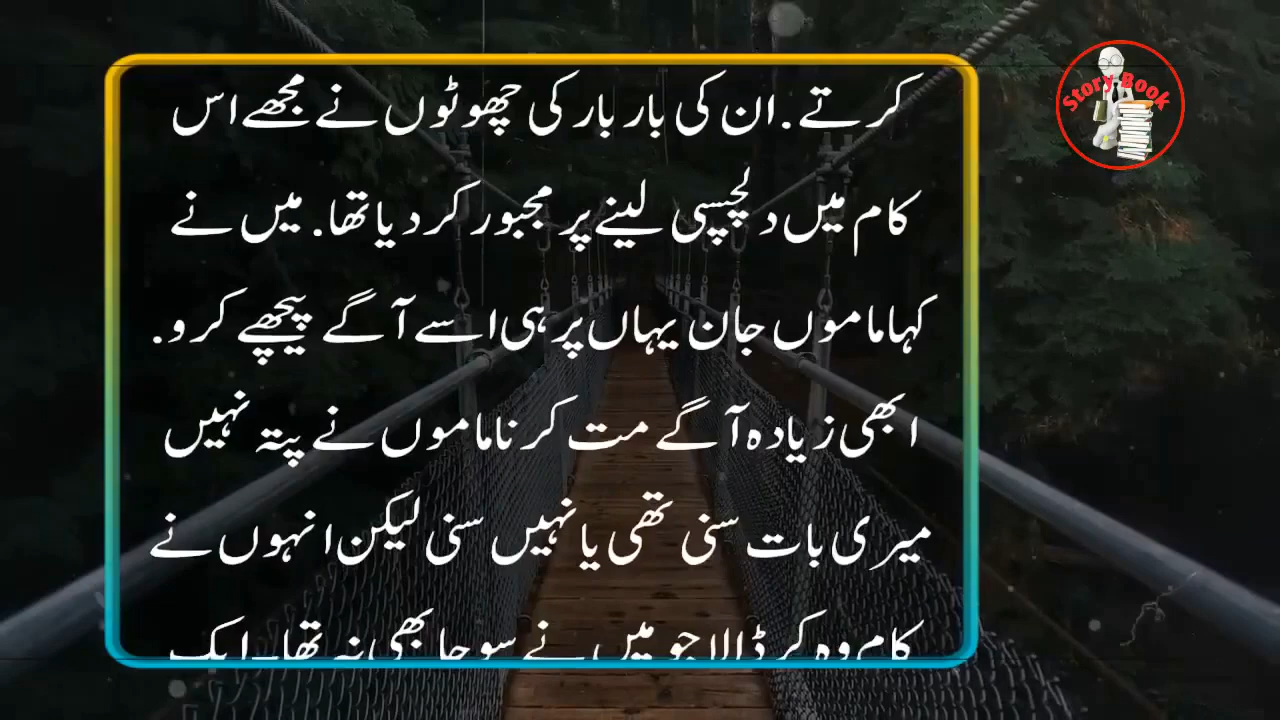 کرتے.ان کی بار بار کی چھوٹوں نے مجھے اس
کام میں دلچسپی لینے پر مجبور کر دیا تھا. میں نے
کہا ماموں جان یہاں پر ہی اسے آگے پیچھے کرو.
ابھی زیادہ آگے مت کرنا ماموں نے پتہ نہیں
میری بات سنی تھی یا نہیں سنی لیکن انہوں نے
کام وہ کر ڈالا جو میں نے سوچا بھی نہ تھا۔ ایک
Story Book